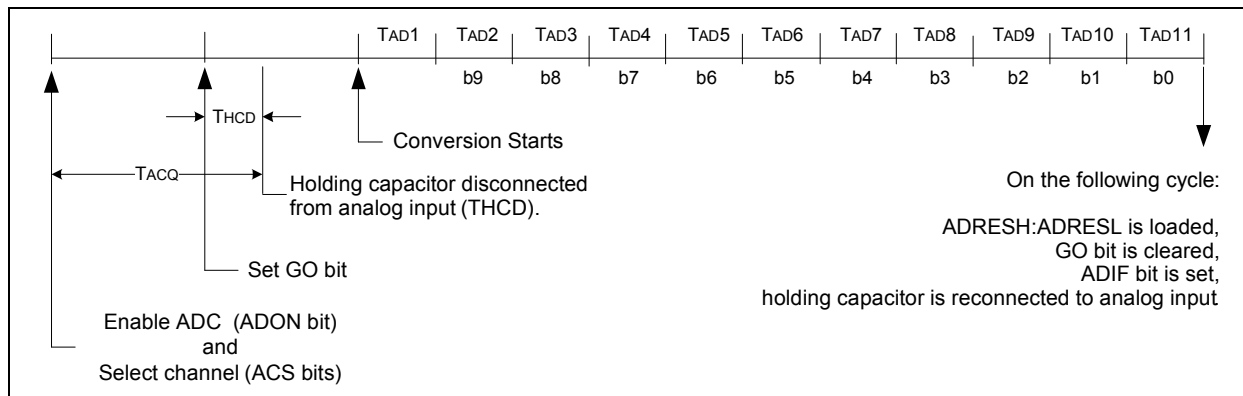 TAD1 TAD2 TAD3 TAD4 TAD5 TAD6 TAD7 TAD8 TAD9 TAD10 TAD11
b9 b8 b7 b6 b5 b4 b3 b2 b1 b0
THCD
Conversion Starts
TACQ
Holding capacitor disconnected
from analog input (THCD).
On the following cycle:
ADRESH:ADRESL is loaded,
GO bit is cleared,
ADIF bit is set,
holding capacitor is reconnected to analog input
Set GO bit
Enable ADC (ADON bit)
and
Select channel (ACS bits)